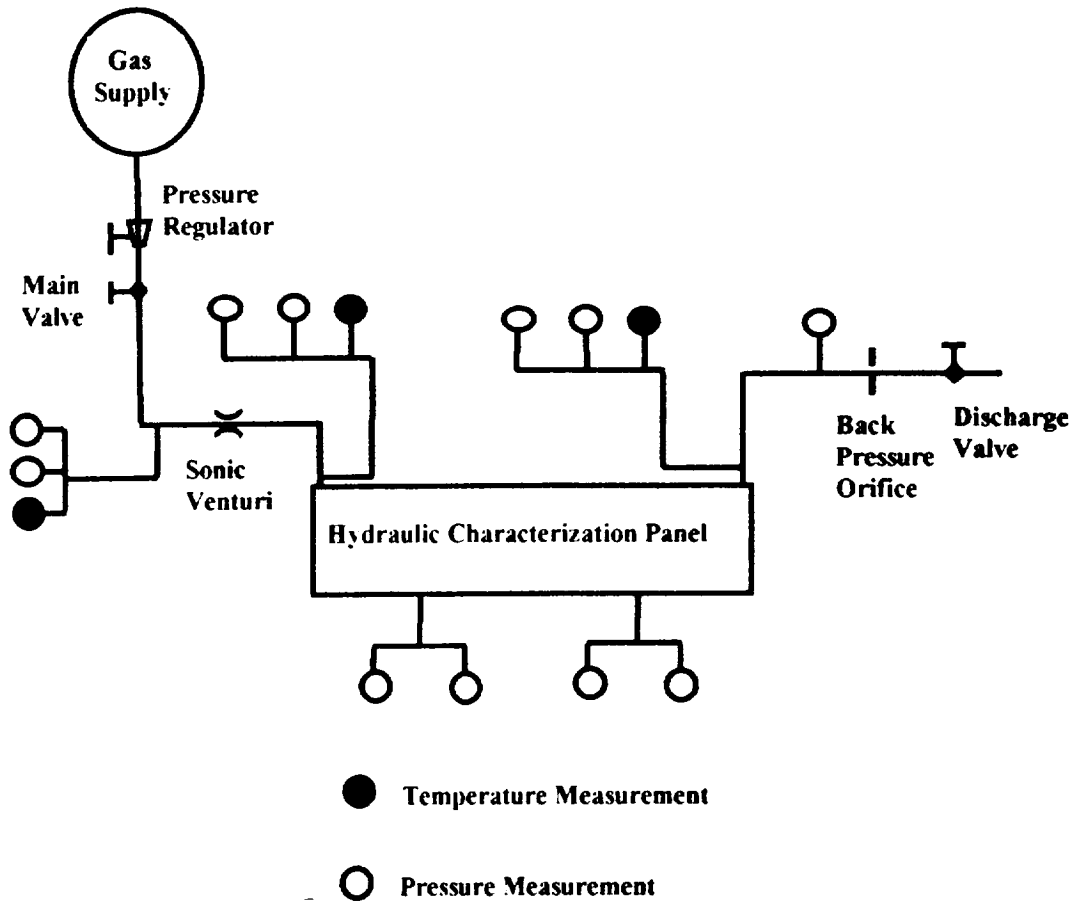 Gas
Supply
Pressure
Regulator
Main
Valve
Sonic
Venturi
Back
Pressure
Orifice
Discharge
Valve
Hydraulic Characterization Panel
Temperature Measurement
Pressure Measurement